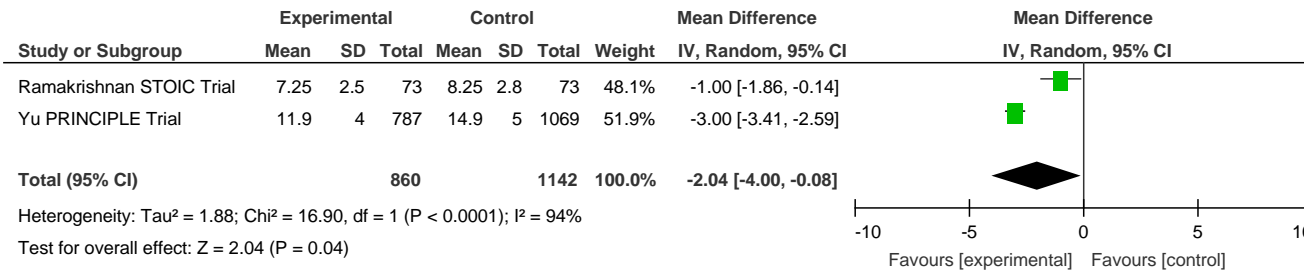 Experimental Control Mean Difference Mean Difference
Study or Subgroup Mean SD Total Mean SD Total Weight IV, Random, 95% CI IV, Random, 95% CI
Ramakrishnan STOIC Trial 7.25 2.5 73 8.25 2.8 73 48.1% -1.00 [-1.86, -0.14]
Yu PRINCIPLE Trial 11.9 4 787 14.9 5 1069 51.9% -3.00 [-3.41, -2.59]
Total (95% CI) 860 1142 100.0% -2.04 [-4.00, -0.08]
Heterogeneity: Tau² = 1.88; Chi² = 16.90, df = 1 (P < 0.0001); I² = 94%
Test for overall effect: Z = 2.04 (P = 0.04)
-10 -5 0 5 10
Favours [experimental] Favours [control]